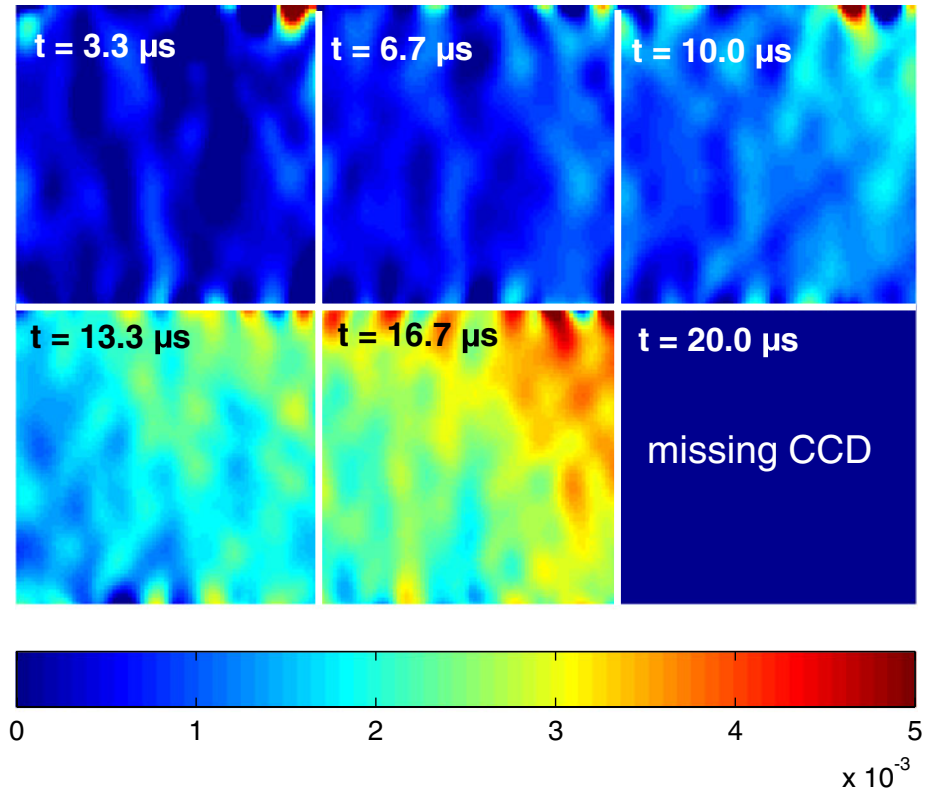 t = 3.3 µs
t = 6.7 µs
t = 10.0 µs
t = 13.3 µs
t = 16.7 µs
t = 20.0 µs
missing CCD
0 1 2 3 4 5
x 10-3